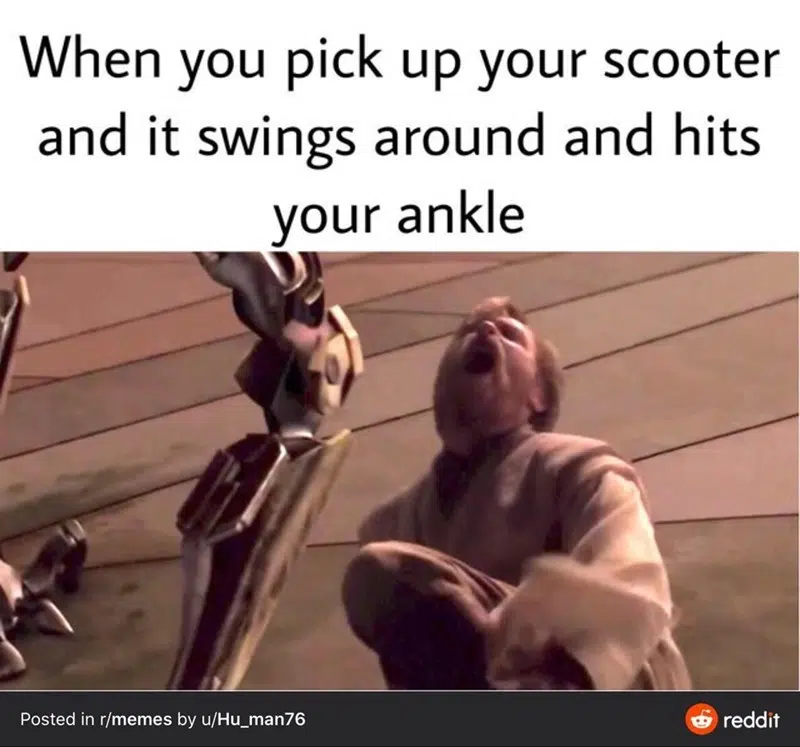 When you pick up your scooter
and it swings around and hits
your ankle
Posted in r/memes by u/Hu_man76
reddit